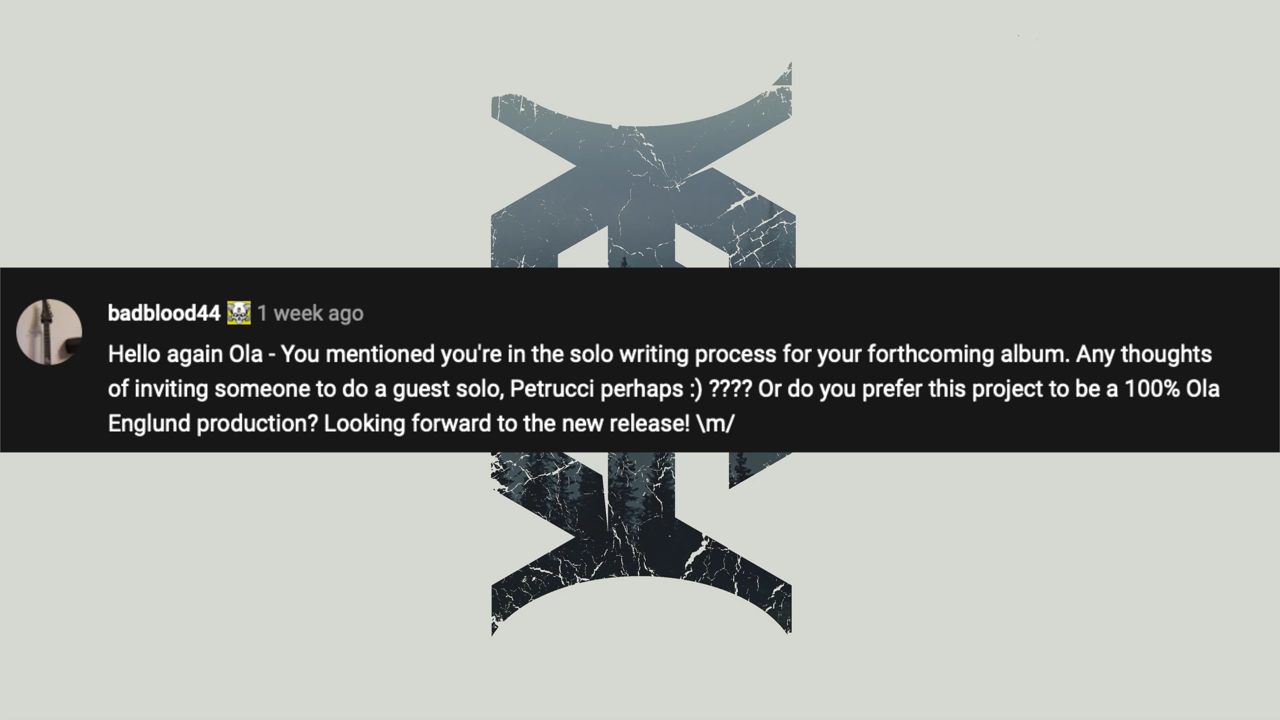 badblood44 1 week ago
Hello again Ola - You mentioned you're in the solo writing process for your forthcoming album. Any thoughts
of inviting someone to do a guest solo, Petrucci perhaps :) ???? Or do you prefer this project to be a 100% Ola
Englund production? Looking forward to the new release! \m/